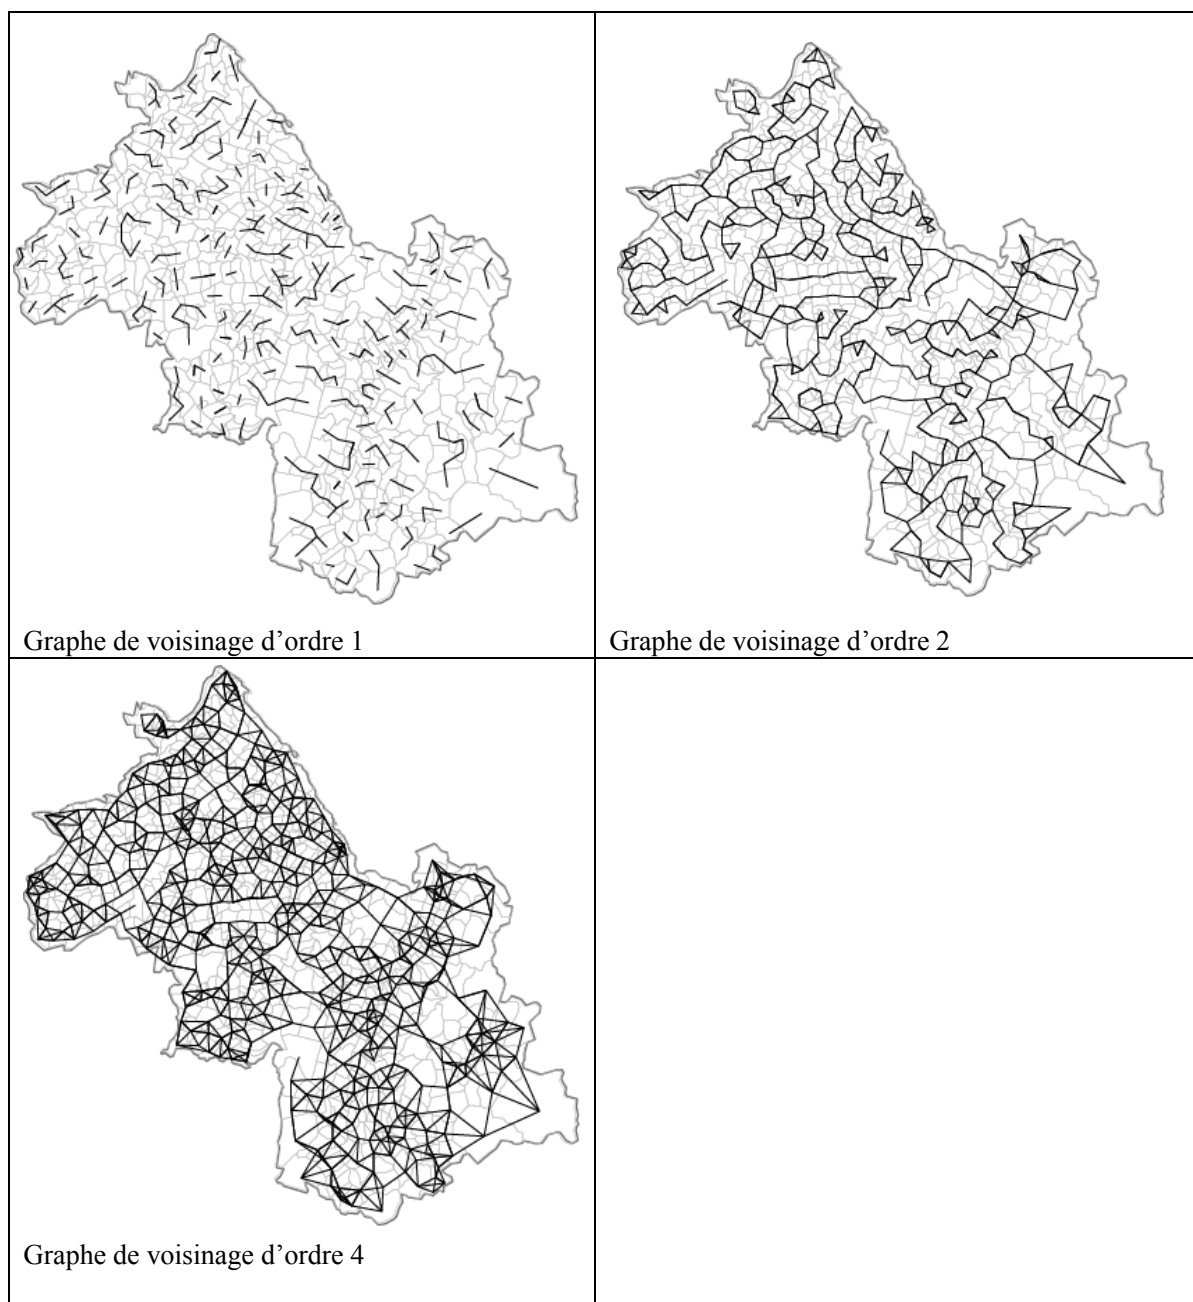 Graphe de voisinage d’ordre 1
Graphe de voisinage d’ordre 2
Graphe de voisinage d’ordre 4